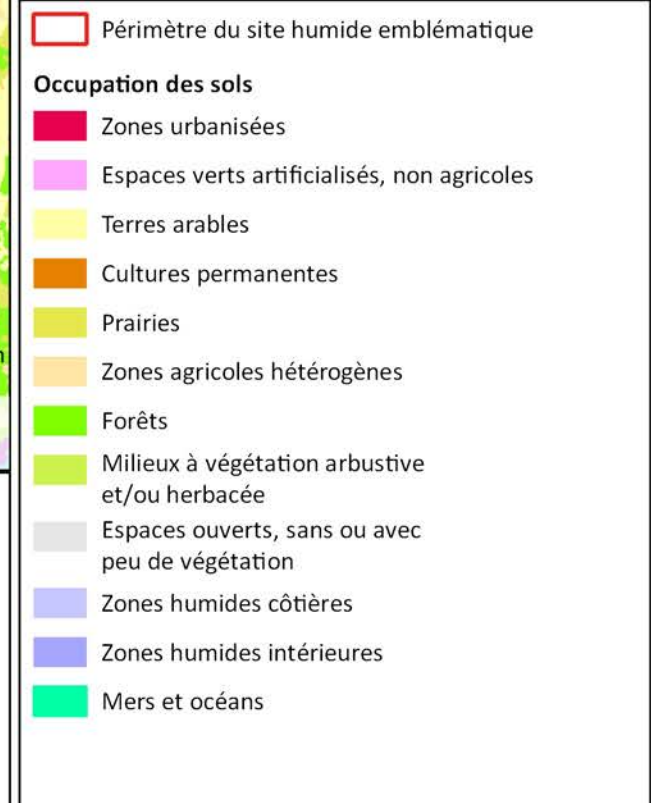 Périmètre du site humide emblématique
Occupation des sols
Zones urbanisées
Espaces verts artificialisés, non agricoles
Terres arables
Cultures permanentes
Prairies
Zones agricoles hétérogènes
Forêts
Milieux à végétation arbustive
et/ou herbacée
Espaces ouverts, sans ou avec
peu de végétation
Zones humides côtières
Zones humides intérieures
Mers et océans